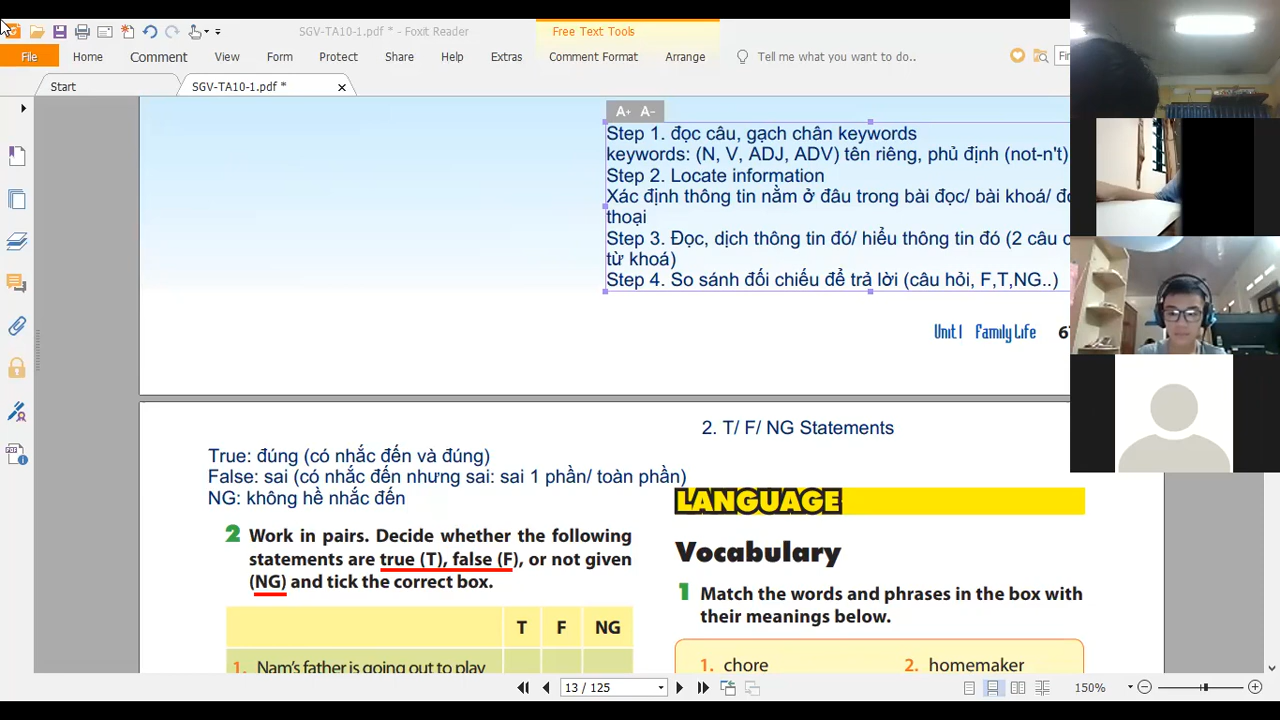 SGV-TA10-1.pdf * - Foxit Reader
Free Text Tools
File
Home
Comment
View
Form
Protect
Share
Help
Extras
Comment Format
Arrange
Tell me what you want to do..
Start
SGV-TA10-1.pdf *
A+ A-
Step 1. đọc câu, gạch chân keywords
keywords: (N, V, ADJ, ADV) tên riêng, phủ định (not-n't)
Step 2. Locate information
Xác định thông tin nằm ở đâu trong bài đọc/ bài khoá/
thoại
Step 3. Đọc, dịch thông tin đó/ hiểu thông tin đó (2 câu
từ khoá)
Step 4. So sánh đối chiếu để trả lời (câu hỏi, F,T,NG..)
Unit 1 Family Life
2. T/ F/ NG Statements
True: đúng (có nhắc đến và đúng)
False: sai (có nhắc đến nhưng sai: sai 1 phần/ toàn phần)
NG: không hề nhắc đến
2 Work in pairs. Decide whether the following
statements are true (T), false (F), or not given
(NG) and tick the correct box.
T F NG
1. Nam's father is going out to play
LANGUAGE
Vocabulary
1 Match the words and phrases in the box with
their meanings below.
1. chore 2. homemaker
13 / 125
150%